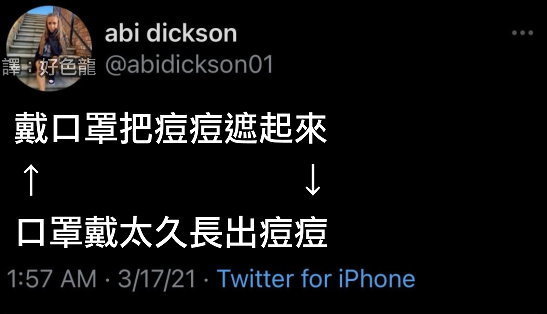 abi dickson
@abidickson01
譯：好色龍
戴口罩把痘痘遮起來
↑ ↓
口罩戴太久長出痘痘
1:57 AM · 3/17/21 · Twitter for iPhone